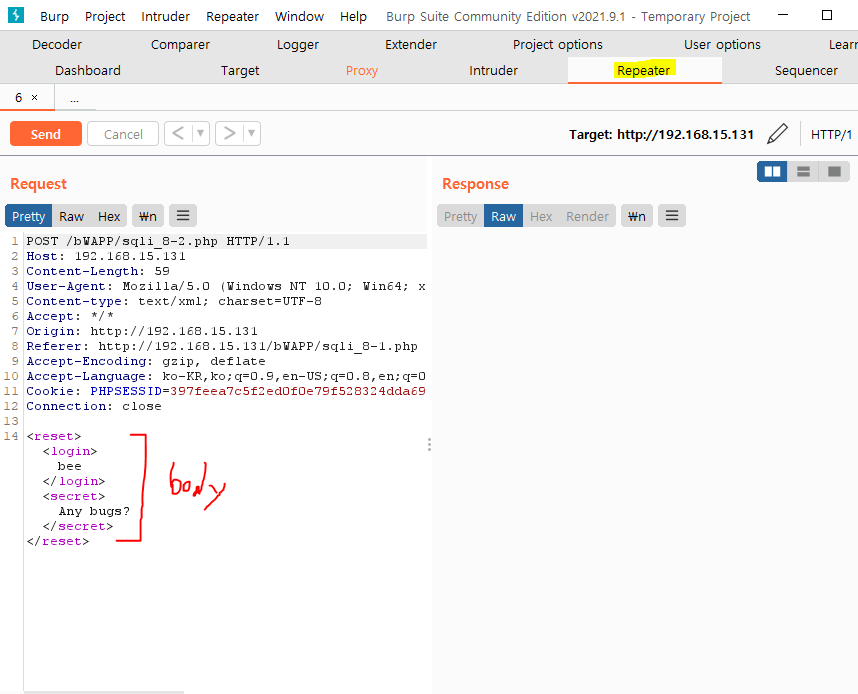 Burp Project Intruder Repeater Window Help Burp Suite Community Edition v2021.9.1 - Temporary Project
Decoder Comparer Logger Extender Project options User options Learn
Dashboard Target Proxy Intruder Repeater Sequencer
6 × ...
Send Cancel < ▼ > ▼ Target: http://192.168.15.131 HTTP/1
Request Response
Pretty Raw Hex ₩n ☰ Pretty Raw Hex Render ₩n ☰
1 POST /bWAPP/sqli_8-2.php HTTP/1.1
2 Host: 192.168.15.131
3 Content-Length: 59
4 User-Agent: Mozilla/5.0 (Windows NT 10.0; Win64; x
5 Content-type: text/xml; charset=UTF-8
6 Accept: */*
7 Origin: http://192.168.15.131
8 Referer: http://192.168.15.131/bWAPP/sqli_8-1.php
9 Accept-Encoding: gzip, deflate
10 Accept-Language: ko-KR,ko;q=0.9,en-US;q=0.8,en;q=0
11 Cookie: PHPSESSID=397feea7c5f2ed0f0e79f528324dda69
12 Connection: close
13
14 <reset>
<login>
bee
</login>
<secret>
Any bugs?
</secret>
</reset>
body